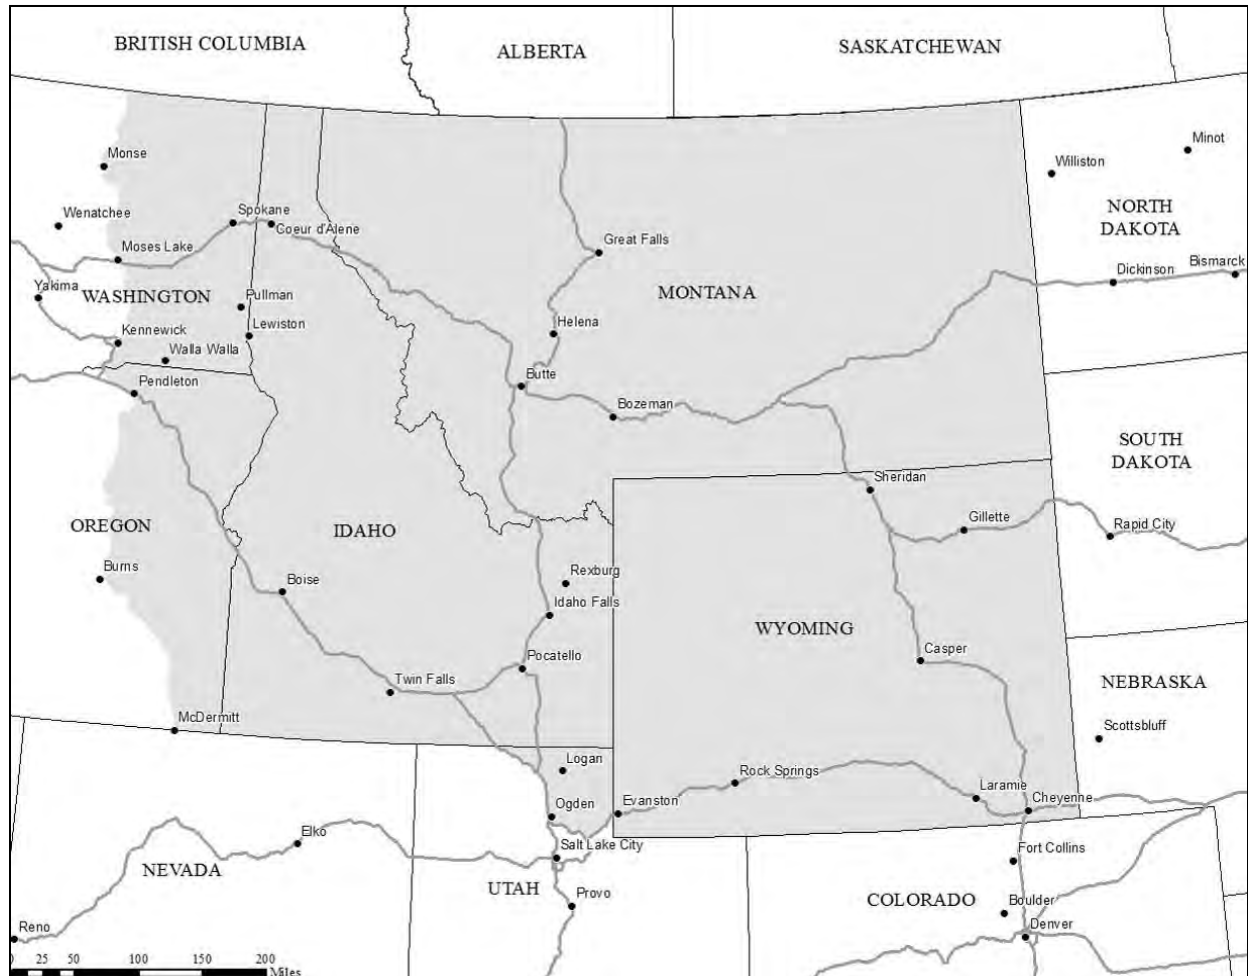 BRITISH COLUMBIA
ALBERTA
SASKATCHEWAN
Monse
Minot
Williston
Wenatchee
Spokane
Coeur d'Alene
NORTH
DAKOTA
Moses Lake
Great Falls
Dickinson
Bismarck
Yakima
WASHINGTON
Pullman
MONTANA
Kennewick
Lewiston
Helena
Walla Walla
Pendleton
Butte
Bozeman
SOUTH
DAKOTA
Sheridan
OREGON
IDAHO
Gillette
Rapid City
Burns
Boise
Rexburg
Idaho Falls
WYOMING
Pocatello
Casper
Twin Falls
NEBRASKA
McDermitt
Scottsbluff
Logan
Rock Springs
Ogden
Evanston
Laramie
Cheyenne
Elko
Salt Lake City
Fort Collins
NEVADA
UTAH
Provo
COLORADO
Boulder
Reno
Denver
0 25 50 100 150 200
Miles